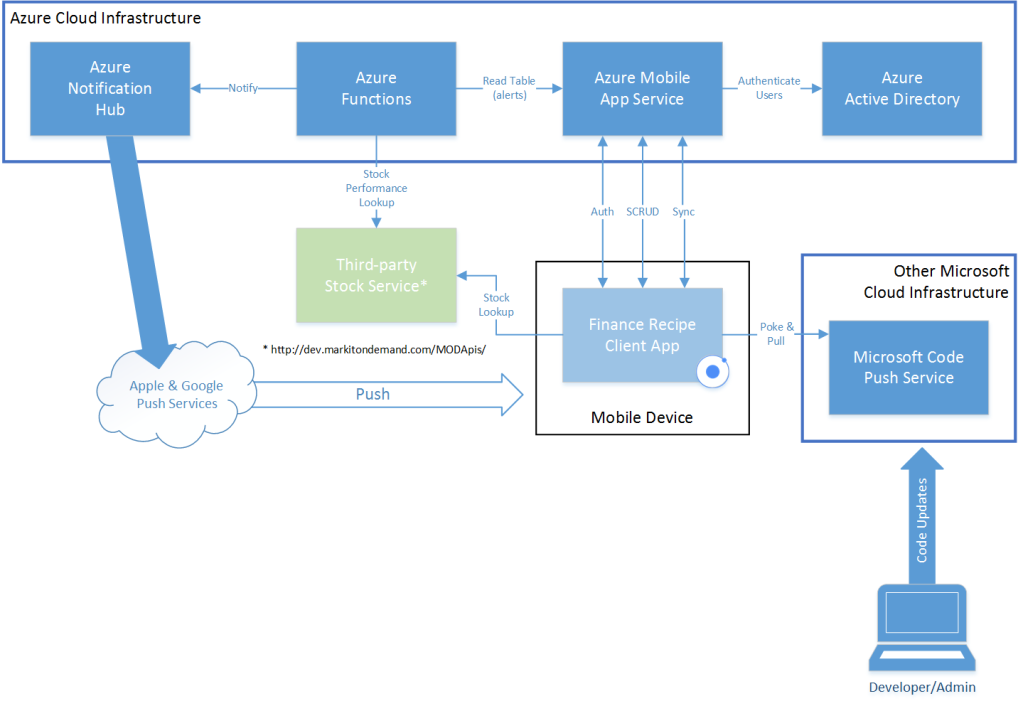 Azure Cloud Infrastructure
Azure
Notification
Hub
Notify
Azure
Functions
Read Table
(alerts)
Azure Mobile
App Service
Authenticate
Users
Azure
Active Directory
Stock
Performance
Lookup
Auth
SCRUD
Sync
Third-party
Stock Service*
Stock
Lookup
* http://dev.markitondemand.com/MODApis/
Finance Recipe
Client App
Mobile Device
Poke &
Pull
Other Microsoft
Cloud Infrastructure
Microsoft Code
Push Service
Apple & Google
Push Services
Push
Code Updates
Developer/Admin